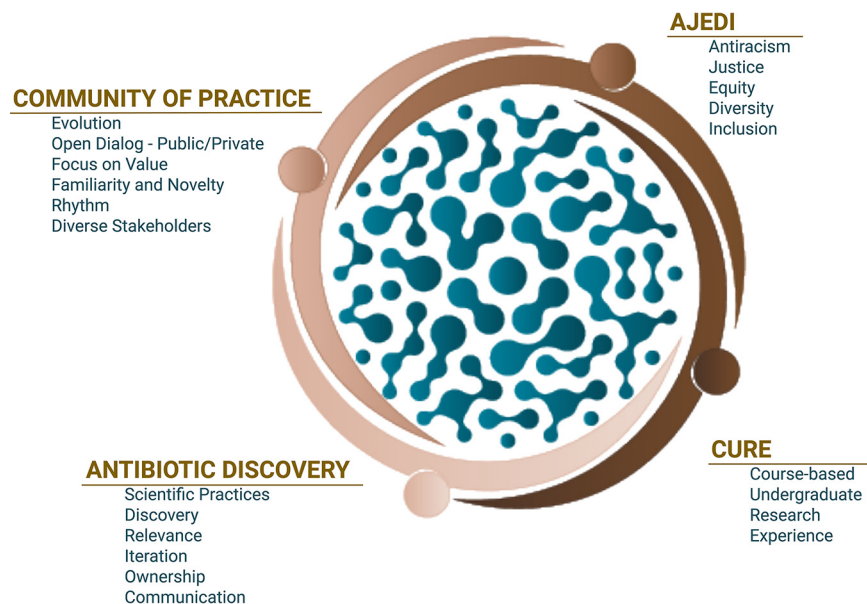 AJEDI
Antiracism
Justice
Equity
Diversity
Inclusion
COMMUNITY OF PRACTICE
Evolution
Open Dialog - Public/Private
Focus on Value
Familiarity and Novelty
Rhythm
Diverse Stakeholders
CURE
Course-based
Undergraduate
Research
Experience
ANTIBIOTIC DISCOVERY
Scientific Practices
Discovery
Relevance
Iteration
Ownership
Communication